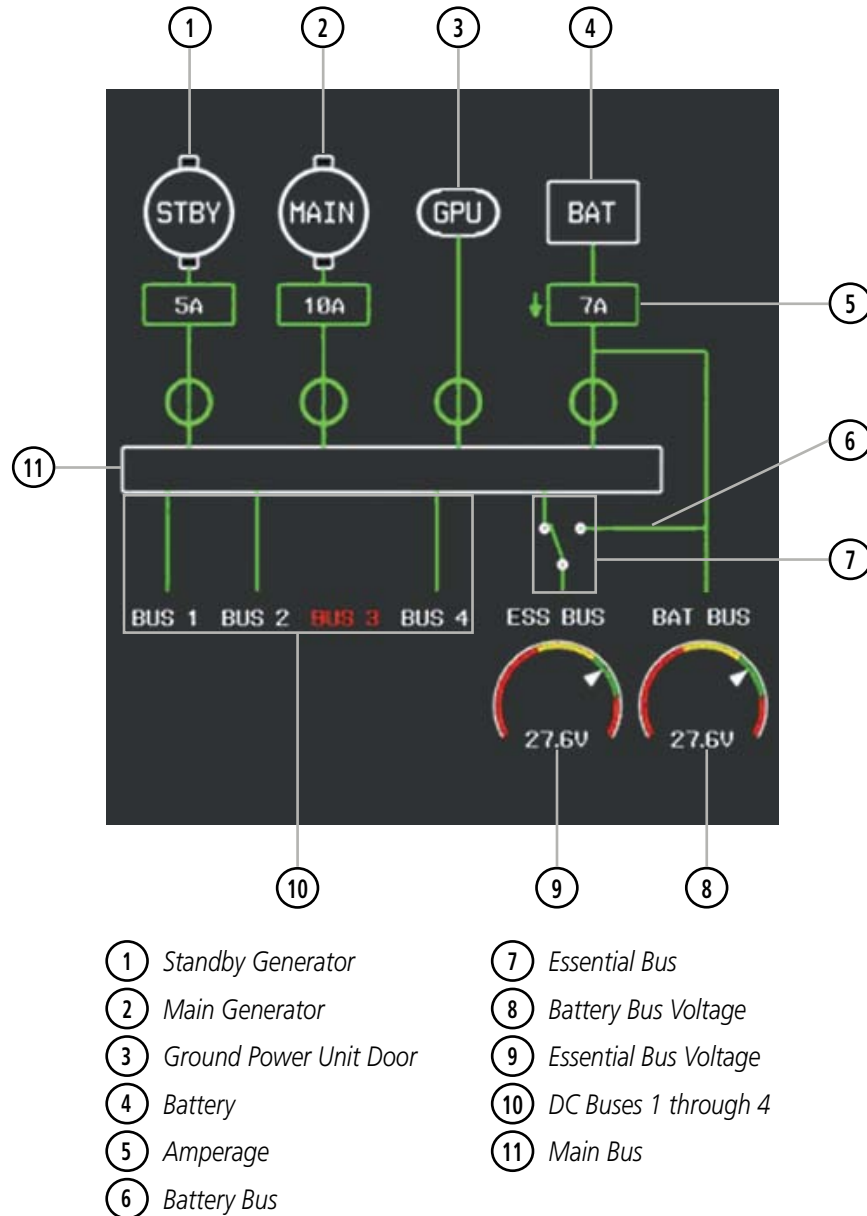 1 2 3 4
STBY MAIN GPU BAT
5A 10A 7A 5
6
11
7
BUS 1 BUS 2 BUS 3 BUS 4 ESS BUS BAT BUS
27.6V 27.6V
10 9 8
1 Standby Generator
2 Main Generator
3 Ground Power Unit Door
4 Battery
5 Amperage
6 Battery Bus
7 Essential Bus
8 Battery Bus Voltage
9 Essential Bus Voltage
10 DC Buses 1 through 4
11 Main Bus